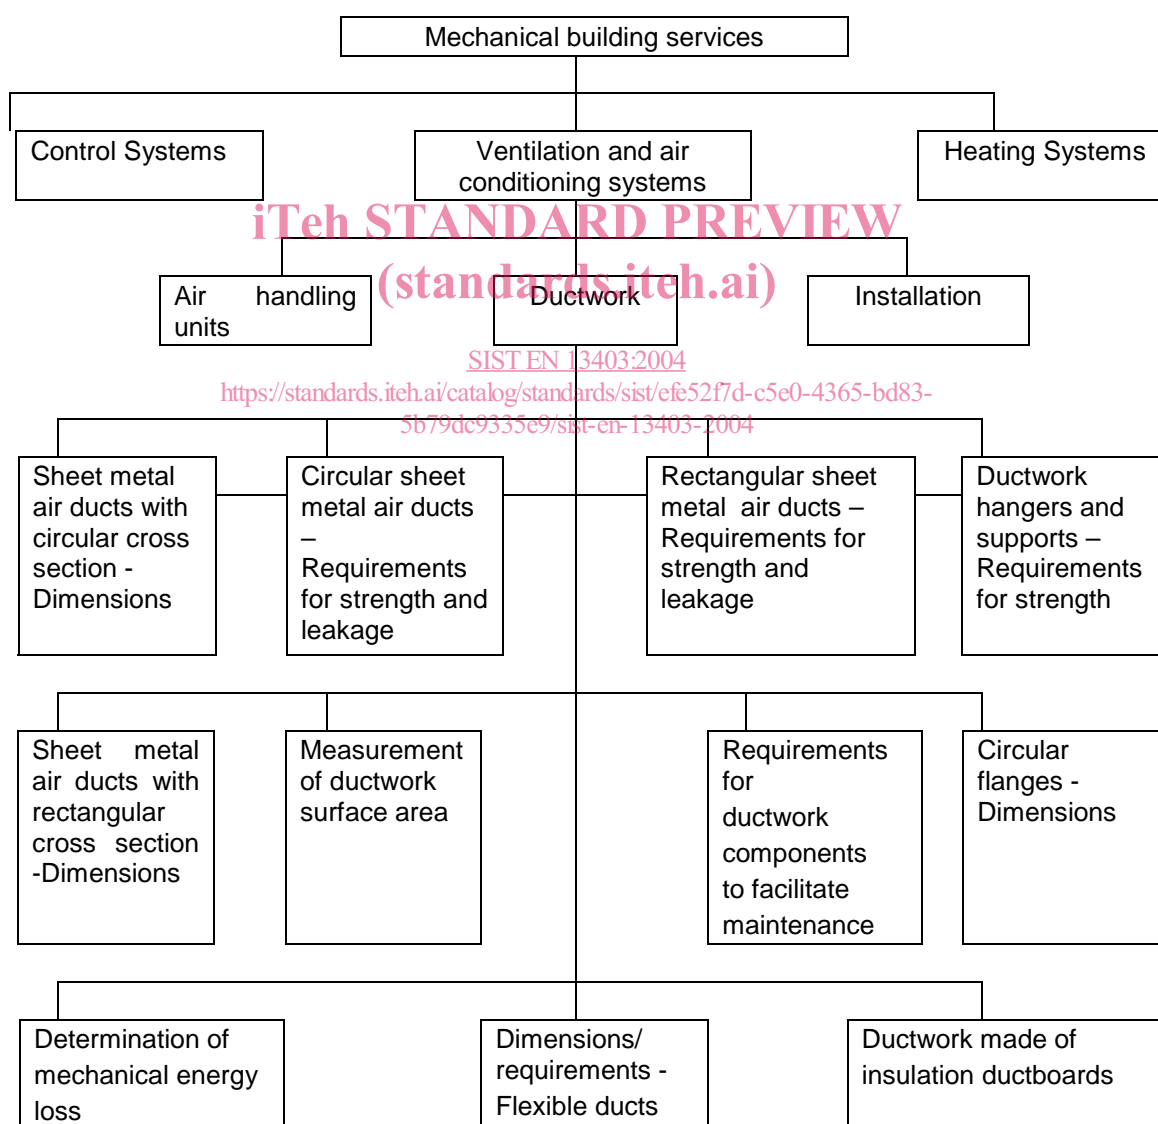 Mechanical building services
Control Systems
Ventilation and air
conditioning systems
Heating Systems
iTeh STANDARD PREVIEW
(standards.iteh.ai)
Air handling
units
Ductwork
Installation
SIST EN 13403:2004
https://standards.iteh.ai/catalog/standards/sist/efe52f7d-c5e0-4365-bd83-
5b79dc9335e9/sist-en-13403-2004
Sheet metal
air ducts with
circular cross
section -
Dimensions
Circular sheet
metal air ducts
–
Requirements
for strength and
leakage
Rectangular sheet
metal air ducts –
Requirements for
strength and
leakage
Ductwork
hangers and
supports –
Requirements
for strength
Sheet metal
air ducts with
rectangular
cross section
-Dimensions
Measurement
of ductwork
surface area
Requirements
for
ductwork
components
to facilitate
maintenance
Circular
flanges -
Dimensions
Determination of
mechanical energy
loss
Dimensions/
requirements -
Flexible ducts
Ductwork made of
insulation ductboards